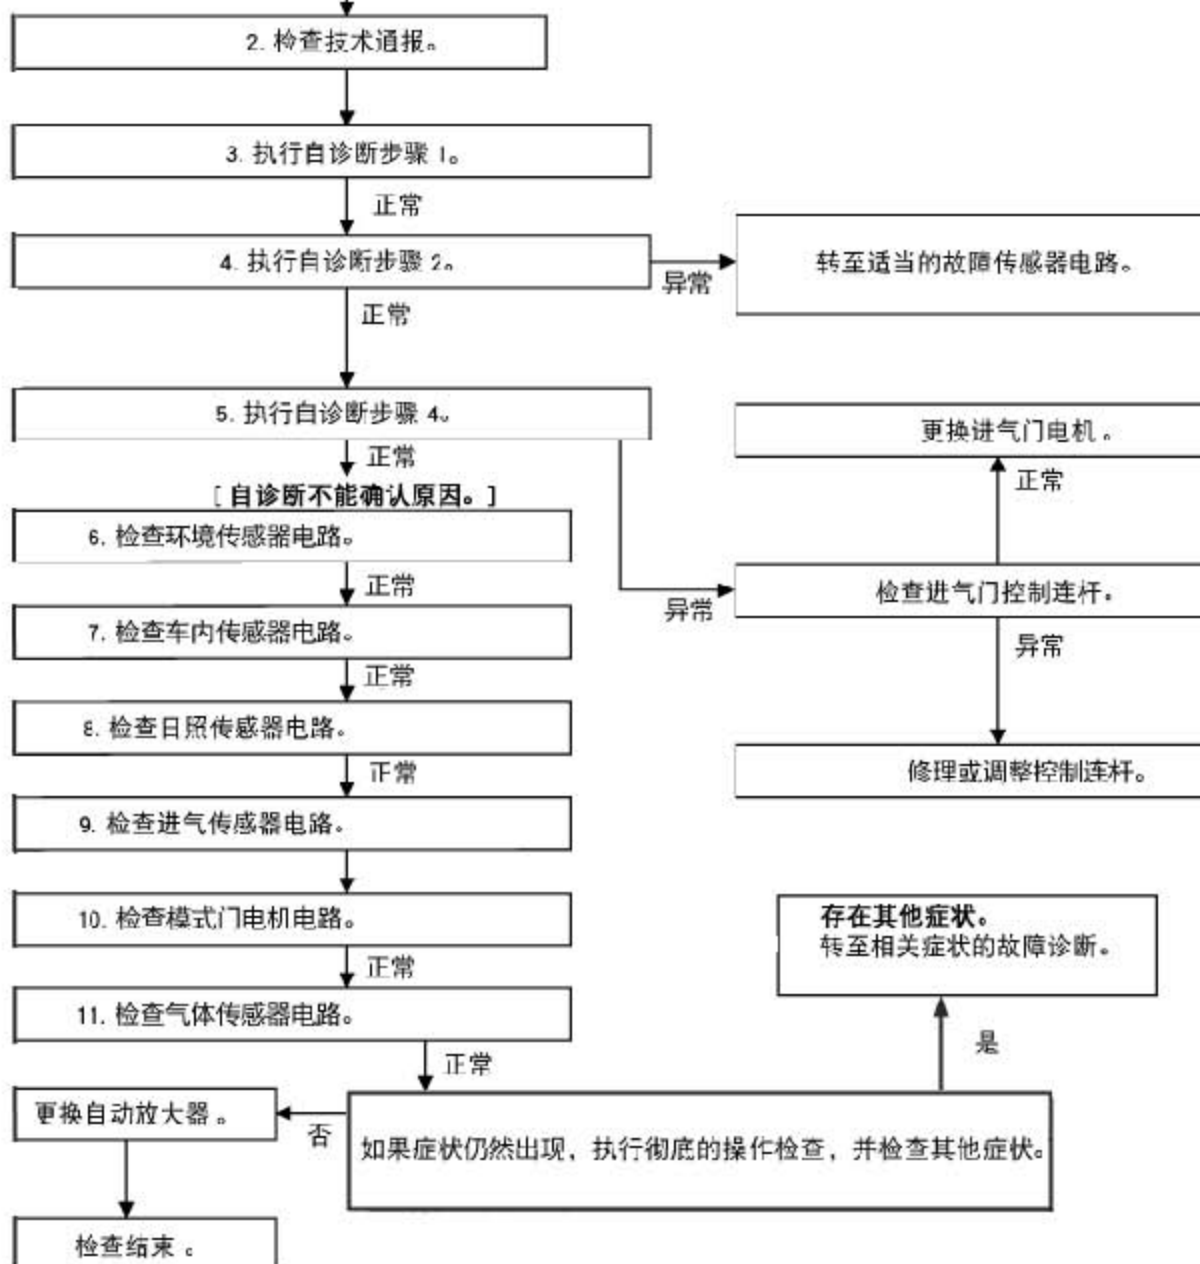 2. 检查技术通报。
3. 执行自诊断步骤 1。
正常
4. 执行自诊断步骤 2。
异常
转至适当的故障传感器电路。
正常
5. 执行自诊断步骤 4。
正常
[ 自诊断不能确认原因。]
更换进气门电机。
正常
6. 检查环境传感器电路。
正常
异常
检查进气门控制连杆。
异常
7. 检查车内传感器电路。
正常
8. 检查日照传感器电路。
正常
修理或调整控制连杆。
9. 检查进气传感器电路。
10. 检查模式门电机电路。
正常
存在其他症状。
转至相关症状的故障诊断。
11. 检查气体传感器电路。
正常
是
更换自动放大器。
否
如果症状仍然出现，执行彻底的操作检查，并检查其他症状。
检查结束。